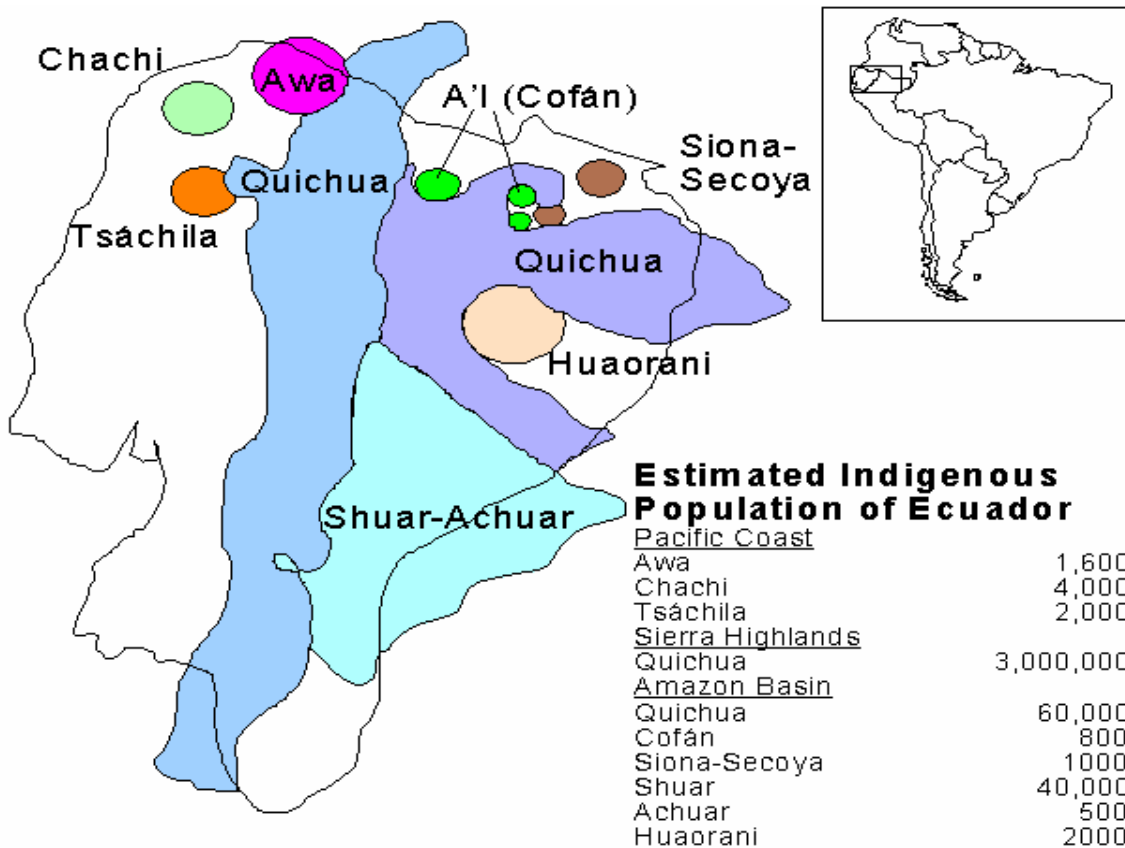 Chachi
Awa
A'I (Cofán)
Siona-
Secoya
Quichua
Tsáchila
Quichua
Huaorani
Shuar-Achuar
Estimated Indigenous
Population of Ecuador
Pacific Coast
Awa 1,600
Chachi 4,000
Tsáchila 2,000
Sierra Highlands
Quichua 3,000,000
Amazon Basin
Quichua 60,000
Cofán 800
Siona-Secoya 1000
Shuar 40,000
Achuar 500
Huaorani 2000